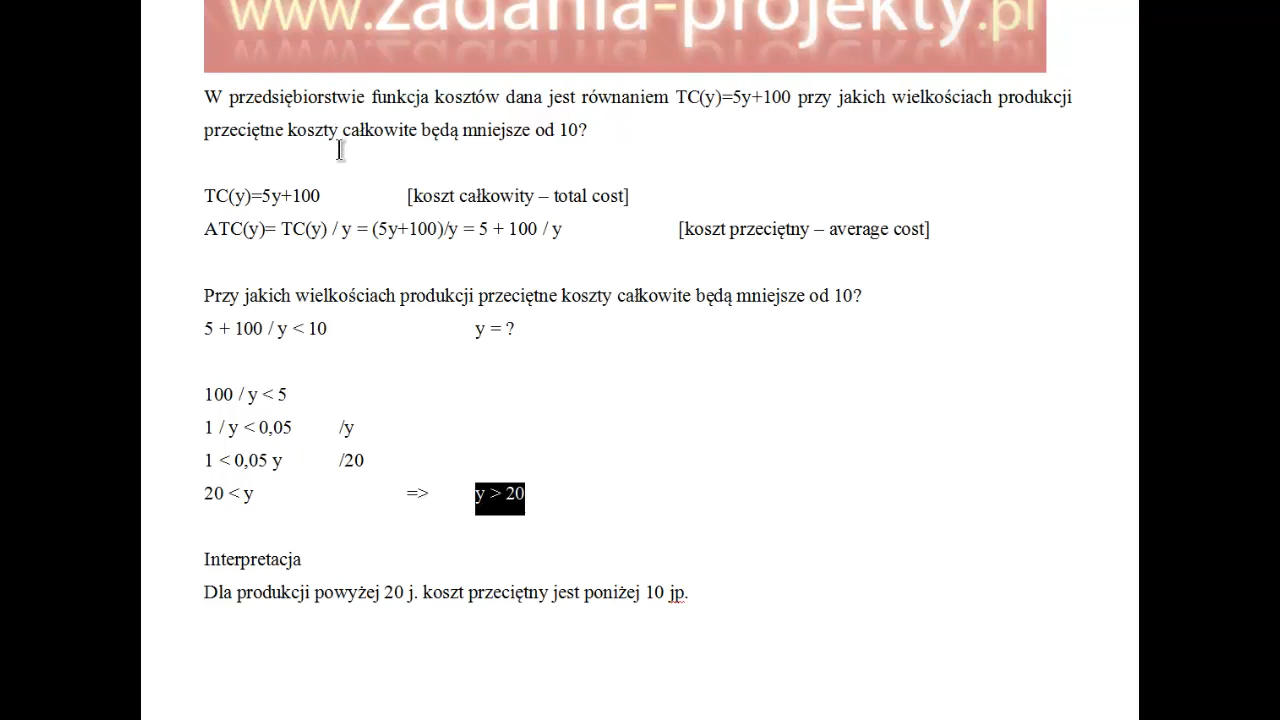 www.zadania-projekty.pl
W przedsiębiorstwie funkcja kosztów dana jest równaniem TC(y)=5y+100 przy jakich wielkościach produkcji
przeciętne koszty całkowite będą mniejsze od 10?
TC(y)=5y+100 [koszt całkowity – total cost]
ATC(y)= TC(y) / y = (5y+100)/y = 5 + 100 / y [koszt przeciętny – average cost]
Przy jakich wielkościach produkcji przeciętne koszty całkowite będą mniejsze od 10?
5 + 100 / y < 10 y = ?
100 / y < 5
1 / y < 0,05 /y
1 < 0,05 y /20
20 < y => y > 20
Interpretacja
Dla produkcji powyżej 20 j. koszt przeciętny jest poniżej 10 jp.